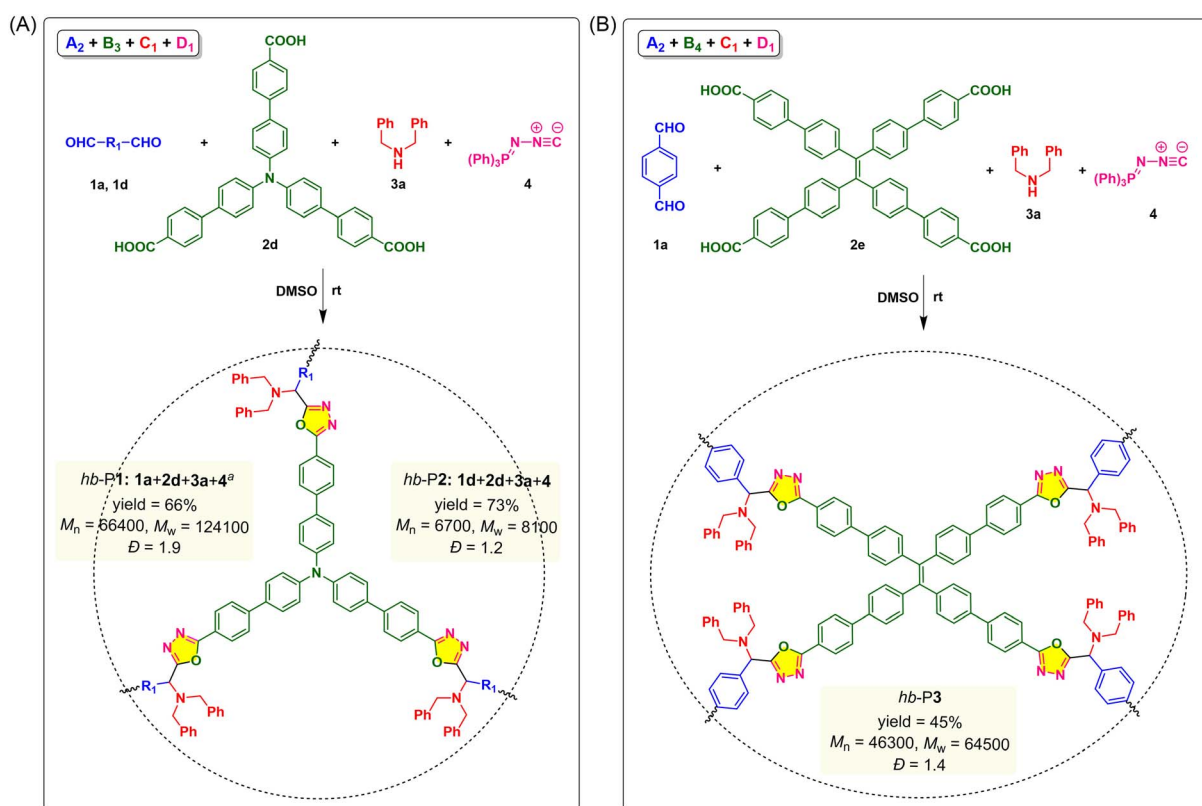 (A)
A₂ + B₃ + C₁ + D₁
COOH
OHC—R₁—CHO
+
+
Ph Ph
N
H
+
(Ph)₃P=N—N≡C
⊕ ⊖
1a, 1d
N
3a
4
HOOC
2d
COOH
DMSO rt
R₁
Ph
N
Ph
N
N
O
hb-P1: 1a+2d+3a+4ᵃ
yield = 66%
Mn = 66400, Mw = 124100
Đ = 1.9
hb-P2: 1d+2d+3a+4
yield = 73%
Mn = 6700, Mw = 8100
Đ = 1.2
N
N
N
O
R₁
N
Ph
Ph
N
N
O
R₁
N
Ph
Ph
(B)
A₂ + B₄ + C₁ + D₁
HOOC COOH
CHO
CHO
+
+
Ph Ph
N
H
+
(Ph)₃P=N—N≡C
⊕ ⊖
1a
HOOC
2e
COOH
3a
4
DMSO rt
N
N
O
N
Ph
Ph
N
N
O
N
Ph
Ph
Ph
Ph
N
O
N
N
Ph
Ph
N
O
N
N
hb-P3
yield = 45%
Mn = 46300, Mw = 64500
Đ = 1.4